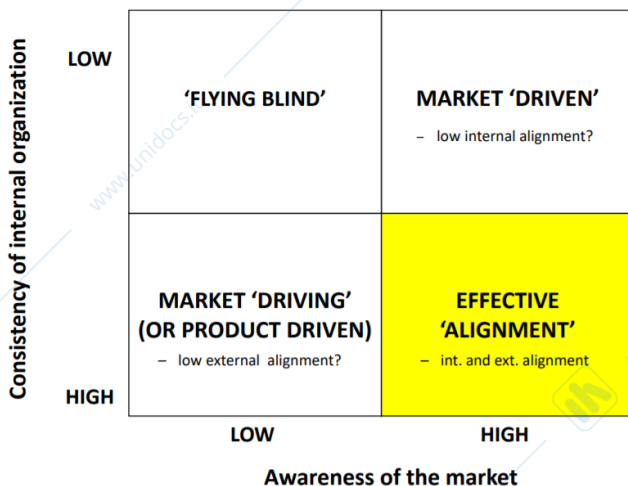 Consistency of internal organization
LOW
HIGH
‘FLYING BLIND’
MARKET ‘DRIVEN’
– low internal alignment?
MARKET ‘DRIVING’
(OR PRODUCT DRIVEN)
– low external alignment?
EFFECTIVE
‘ALIGNMENT’
– int. and ext. alignment
LOW
HIGH
Awareness of the market